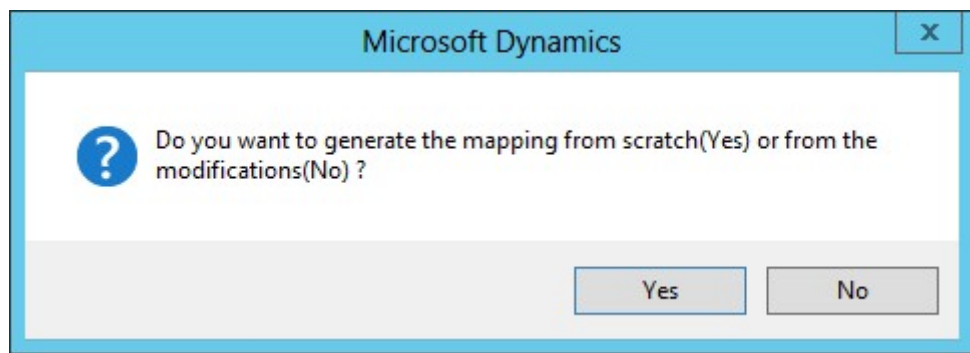 Microsoft Dynamics
x
Do you want to generate the mapping from scratch(Yes) or from the
modifications(No) ?
?
Yes
No